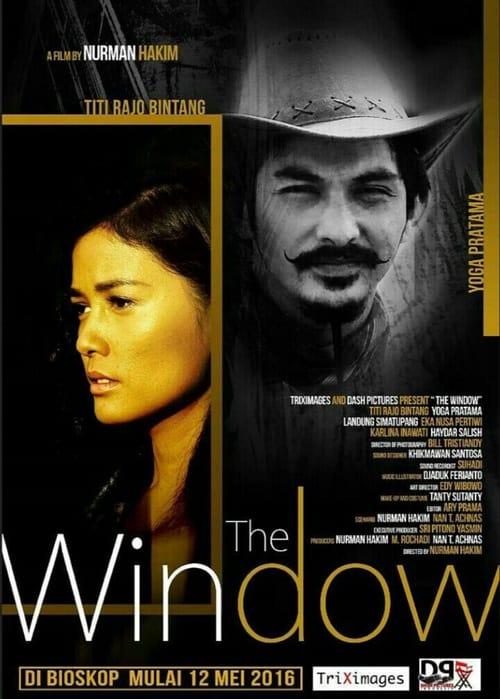 A FILM BY NURMAN HAKIM
TITI RAJO BINTANG
YOGA PRATAMA
TRIXIMAGES AND DASH PICTURES PRESENT " THE WINDOW"
TITI RAJO BINTANG YOGA PRATAMA
LANDUNG SIMATUPANG EKA NUSA PERTIWI
KARLINA INAWATI HAYDAR SALISH
DIRECTOR OF PHOTOGRAPHY BILL TRISTIANDY
SOUND DESIGNER KHIKMAWAN SANTOSA
SOUND RECORDIST SUHADI
MUSIC ILLUSTRATOR DJADUK FERIANTO
ART DIRECTOR EDY WIBOWO
MAKE-UP AND COSTUME TANTY SUTANTY
EDITOR ARY PRAMA
SCENARIO NURMAN HAKIM NAN T. ACHNAS
EXECUTIVE PRODUCER SRI PITONO YASMIN
PRODUCERS NURMAN HAKIM M. ROCHADI NAN T. ACHNAS
DIRECTED BY NURMAN HAKIM
The
Window
DI BIOSKOP MULAI 12 MEI 2016
TriXimages